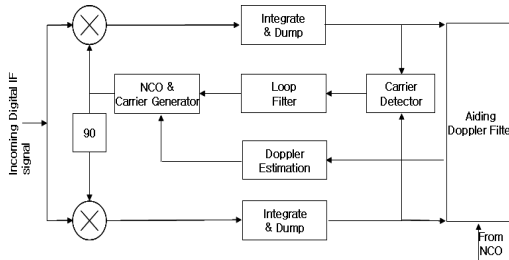 Integrate
& Dump
Incoming Digital IF
signal
NCO &
Carrier Generator
Loop
Filter
Carrier
Detector
90
Aiding
Doppler Filte
Doppler
Estimation
Integrate
& Dump
From
NCO